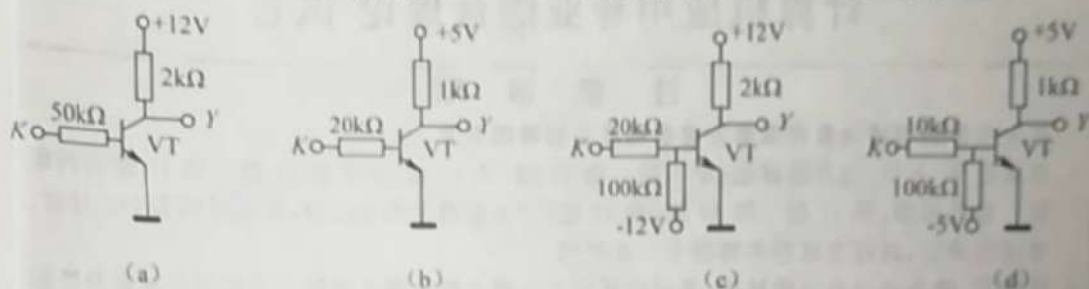 +12V +5V +12V +5V
2kΩ 1kΩ 2kΩ 1kΩ
50kΩ 20kΩ 20kΩ 10kΩ
K Y K Y K Y K Y
VT VT VT VT
100kΩ 100kΩ
-12V -5V
(a) (b) (c) (d)